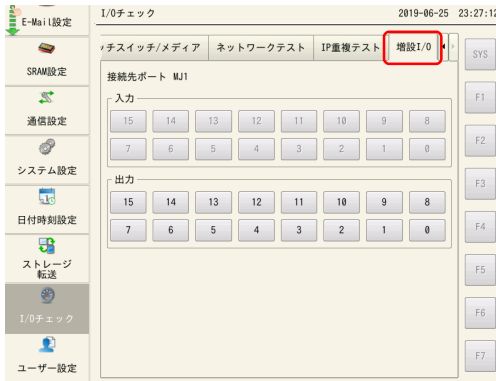 E-Mail設定
SRAM設定
通信設定
システム設定
日付時刻設定
ストレージ
転送
I/Oチェック
ユーザー設定
I/Oチェック 2019-06-25 23:27:12
ッチスイッチ/メディア ネットワークテスト IP重複テスト 増設I/O
接続先ポート MJ1
入力
15 14 13 12 11 10 9 8
7 6 5 4 3 2 1 0
出力
15 14 13 12 11 10 9 8
7 6 5 4 3 2 1 0
SYS
F1
F2
F3
F4
F5
F6
F7